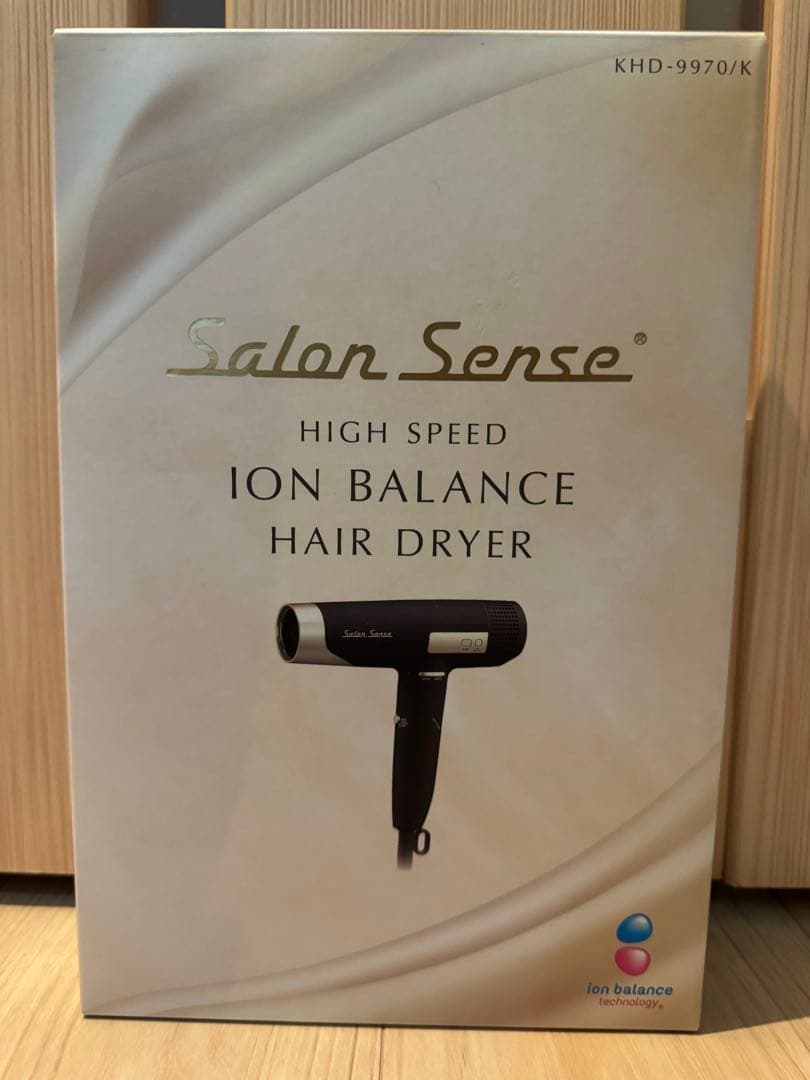 KHD-9970/K
Salon Sense®
HIGH SPEED
ION BALANCE
HAIR DRYER
Salon Sense
ion balance
technology®